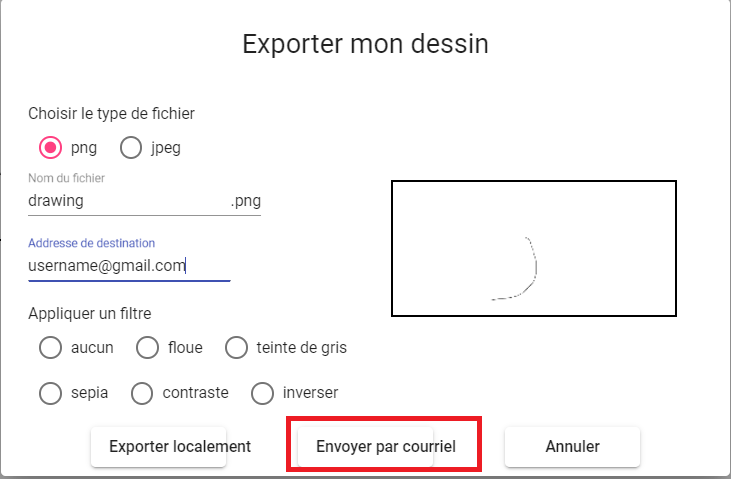 Exporter mon dessin
Choisir le type de fichier
png jpeg
Nom du fichier
drawing .png
Addresse de destination
username@gmail.com
Appliquer un filtre
aucun floue teinte de gris
sepia contraste inverser
Exporter localement Envoyer par courriel Annuler